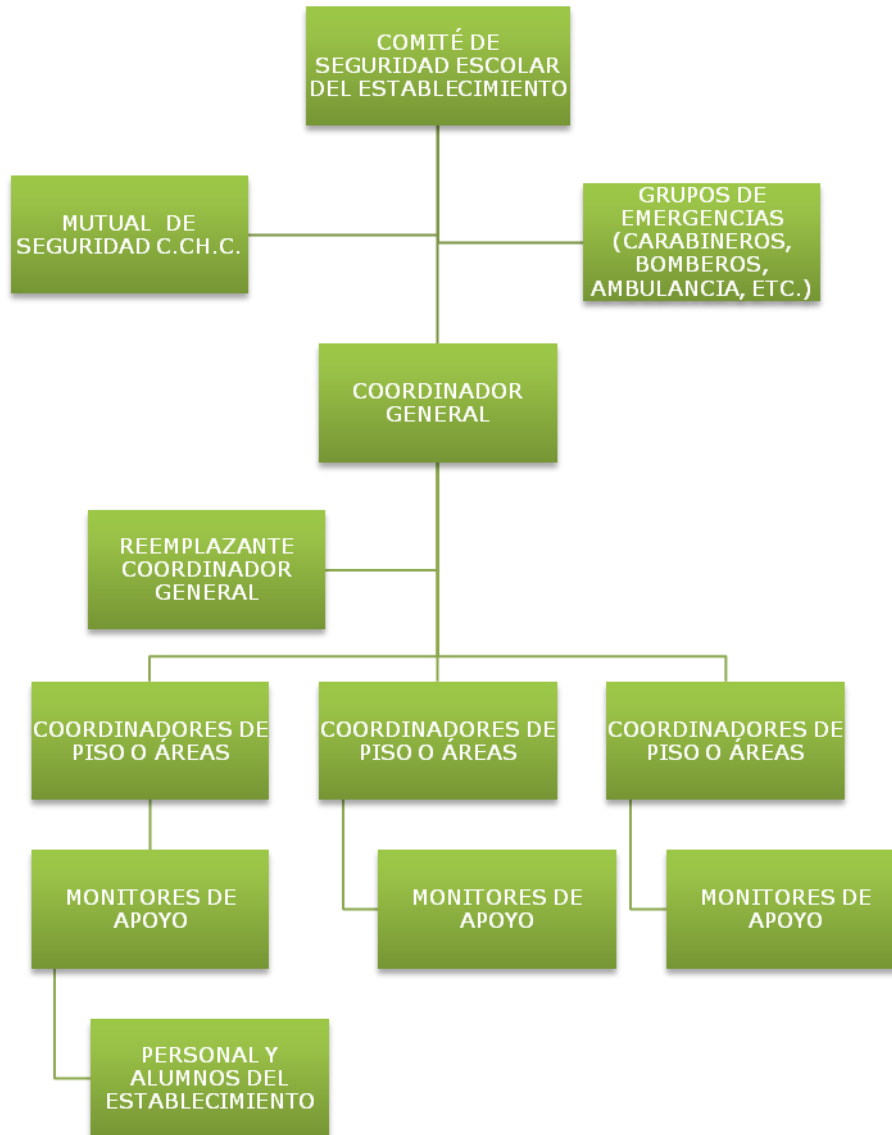 COMITÉ DE
SEGURIDAD ESCOLAR
DEL ESTABLECIMIENTO
MUTUAL DE
SEGURIDAD C.CH.C.
GRUPOS DE
EMERGENCIAS
(CARABINEROS,
BOMBEROS,
AMBULANCIA, ETC.)
COORDINADOR
GENERAL
REEMPLAZANTE
COORDINADOR
GENERAL
COORDINADORES DE
PISO O ÁREAS
COORDINADORES DE
PISO O ÁREAS
COORDINADORES DE
PISO O ÁREAS
MONITORES DE
APOYO
MONITORES DE
APOYO
MONITORES DE
APOYO
PERSONAL Y
ALUMNOS DEL
ESTABLECIMIENTO